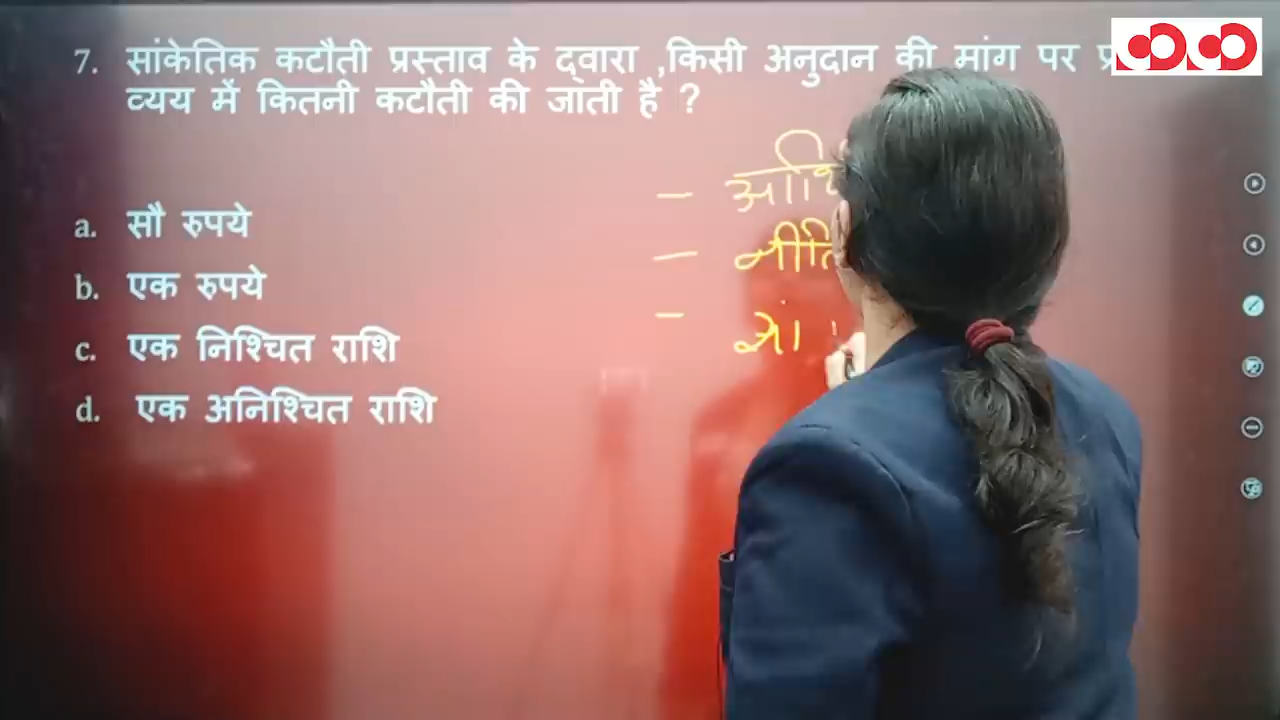 7. सांकेतिक कटौती प्रस्ताव के द्वारा ,किसी अनुदान की मांग पर
व्यय में कितनी कटौती की जाती है ?
a. सौ रुपये
b. एक रुपये
c. एक निश्चित राशि
d. एक अनिश्चित राशि